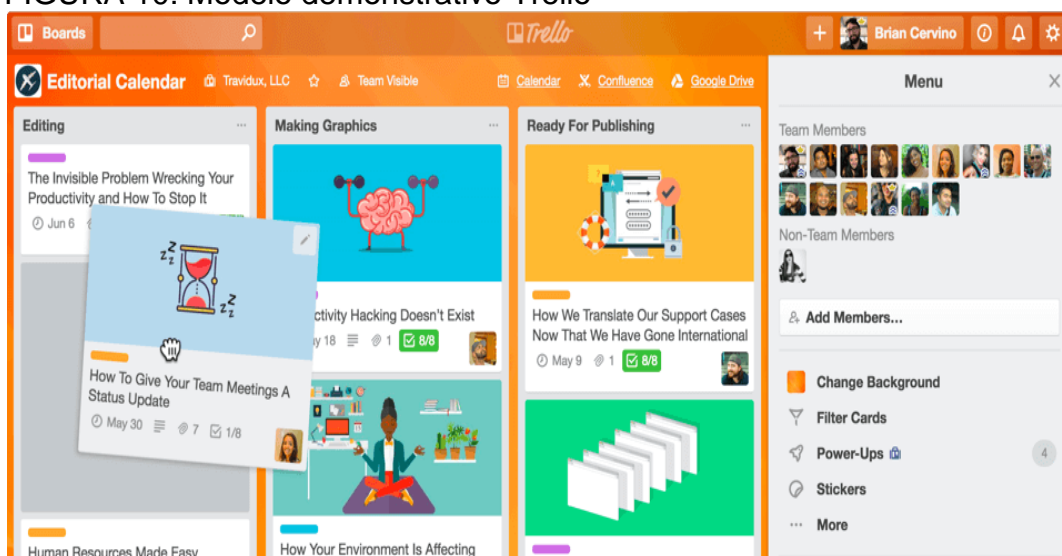 FIGURA 10: Modelo demonstrativo Trello
Boards
Trello
Brian Cervino
Editorial Calendar
Travidux, LLC
Team Visible
Calendar
Confluence
Google Drive
Menu
Editing
The Invisible Problem Wrecking Your
Productivity and How To Stop It
Jun 6
zzz
zzz
How To Give Your Team Meetings A
Status Update
May 30
7
1/8
Human Resources Made Easy
Making Graphics
ctivity Hacking Doesn't Exist
y 18
1
8/8
How Your Environment Is Affecting
Ready For Publishing
How We Translate Our Support Cases
Now That We Have Gone International
May 9
1
8/8
Team Members
Non-Team Members
Add Members...
Change Background
Filter Cards
Power-Ups
4
Stickers
More